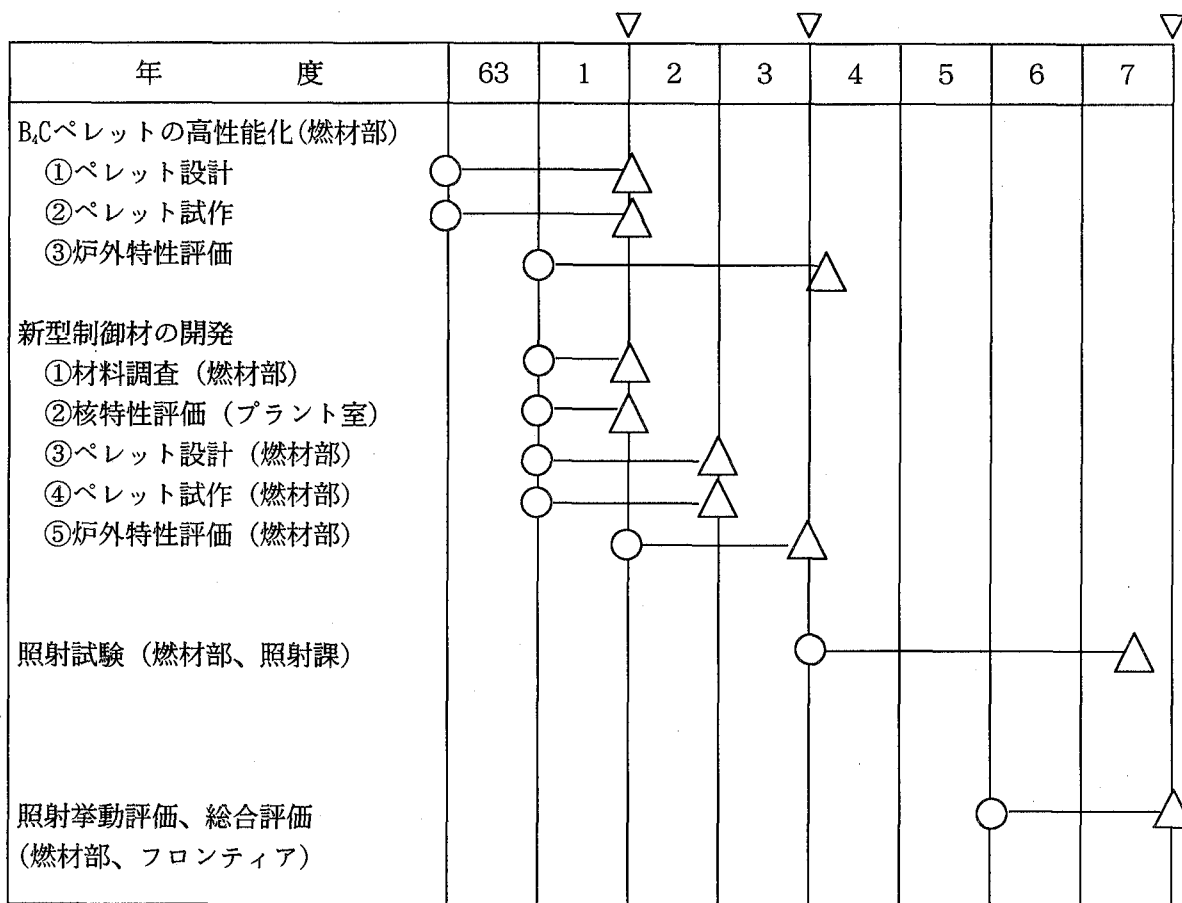 年 度 63 1 2 3 4 5 6 7
B₄Cペレットの高性能化(燃材部)
①ペレット設計
②ペレット試作
③炉外特性評価
新型制御材の開発
①材料調査(燃材部)
②核特性評価(プラント室)
③ペレット設計(燃材部)
④ペレット試作(燃材部)
⑤炉外特性評価(燃材部)
照射試験(燃材部、照射課)
照射挙動評価、総合評価
(燃材部、フロンティア)